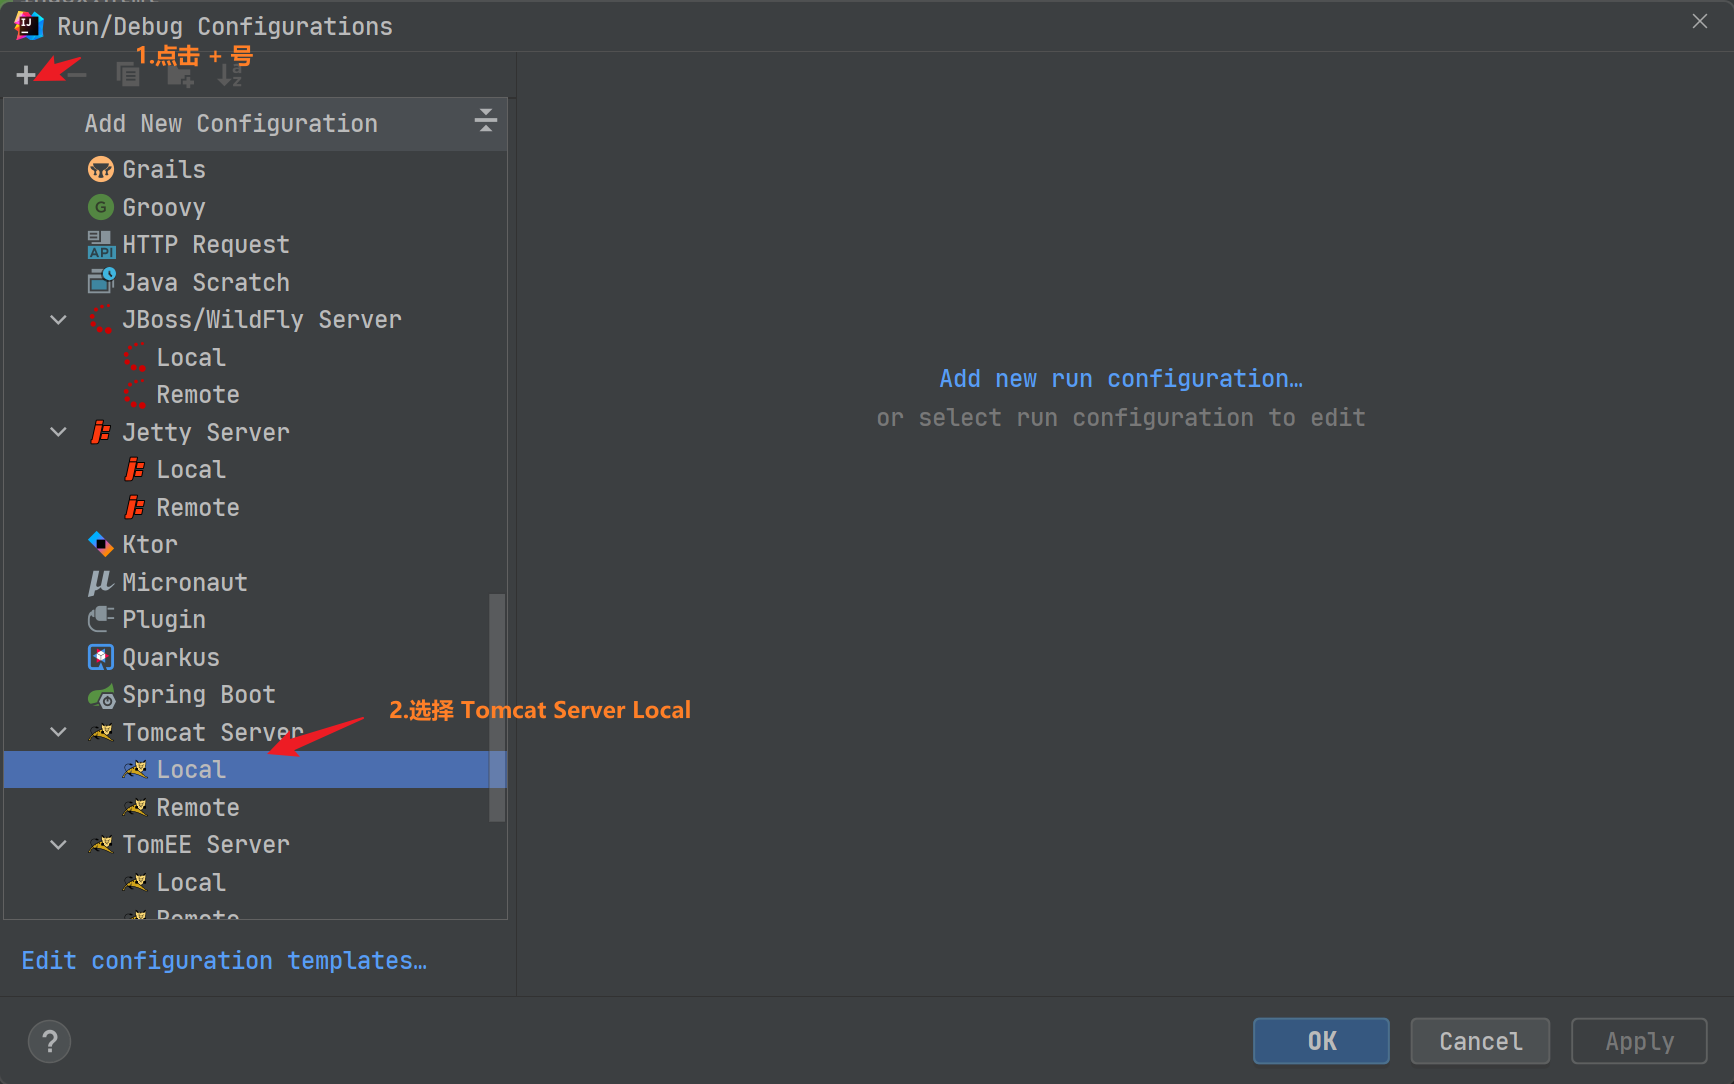 Run/Debug Configurations
1.点击 + 号
Add New Configuration
Grails
Groovy
HTTP Request
Java Scratch
JBoss/WildFly Server
Local
Remote
Jetty Server
Local
Remote
Ktor
Micronaut
Plugin
Quarkus
Spring Boot
2.选择 Tomcat Server Local
Tomcat Server
Local
Remote
TomEE Server
Local
Remote
Add new run configuration…
or select run configuration to edit
Edit configuration templates…
?
OK
Cancel
Apply